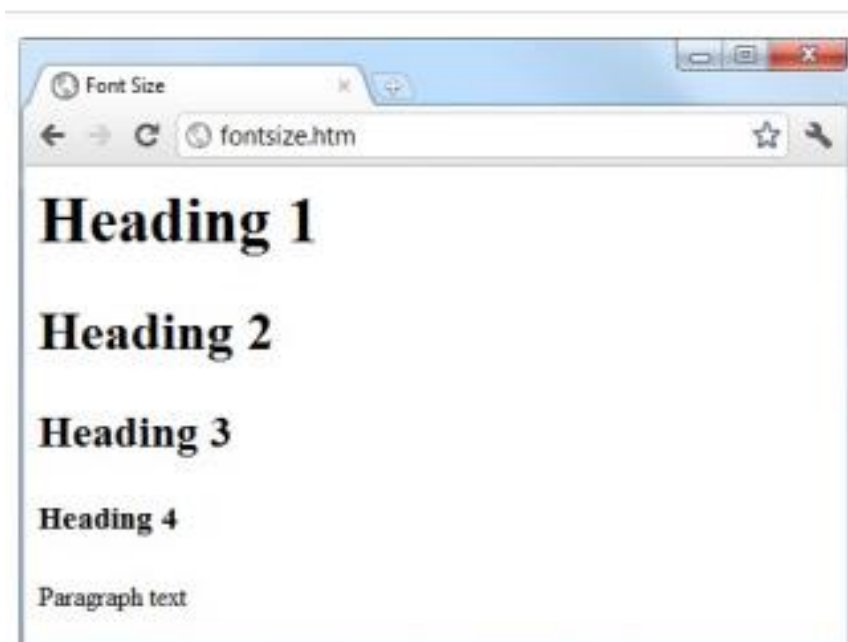 Font Size
fontsize.htm
Heading 1
Heading 2
Heading 3
Heading 4
Paragraph text